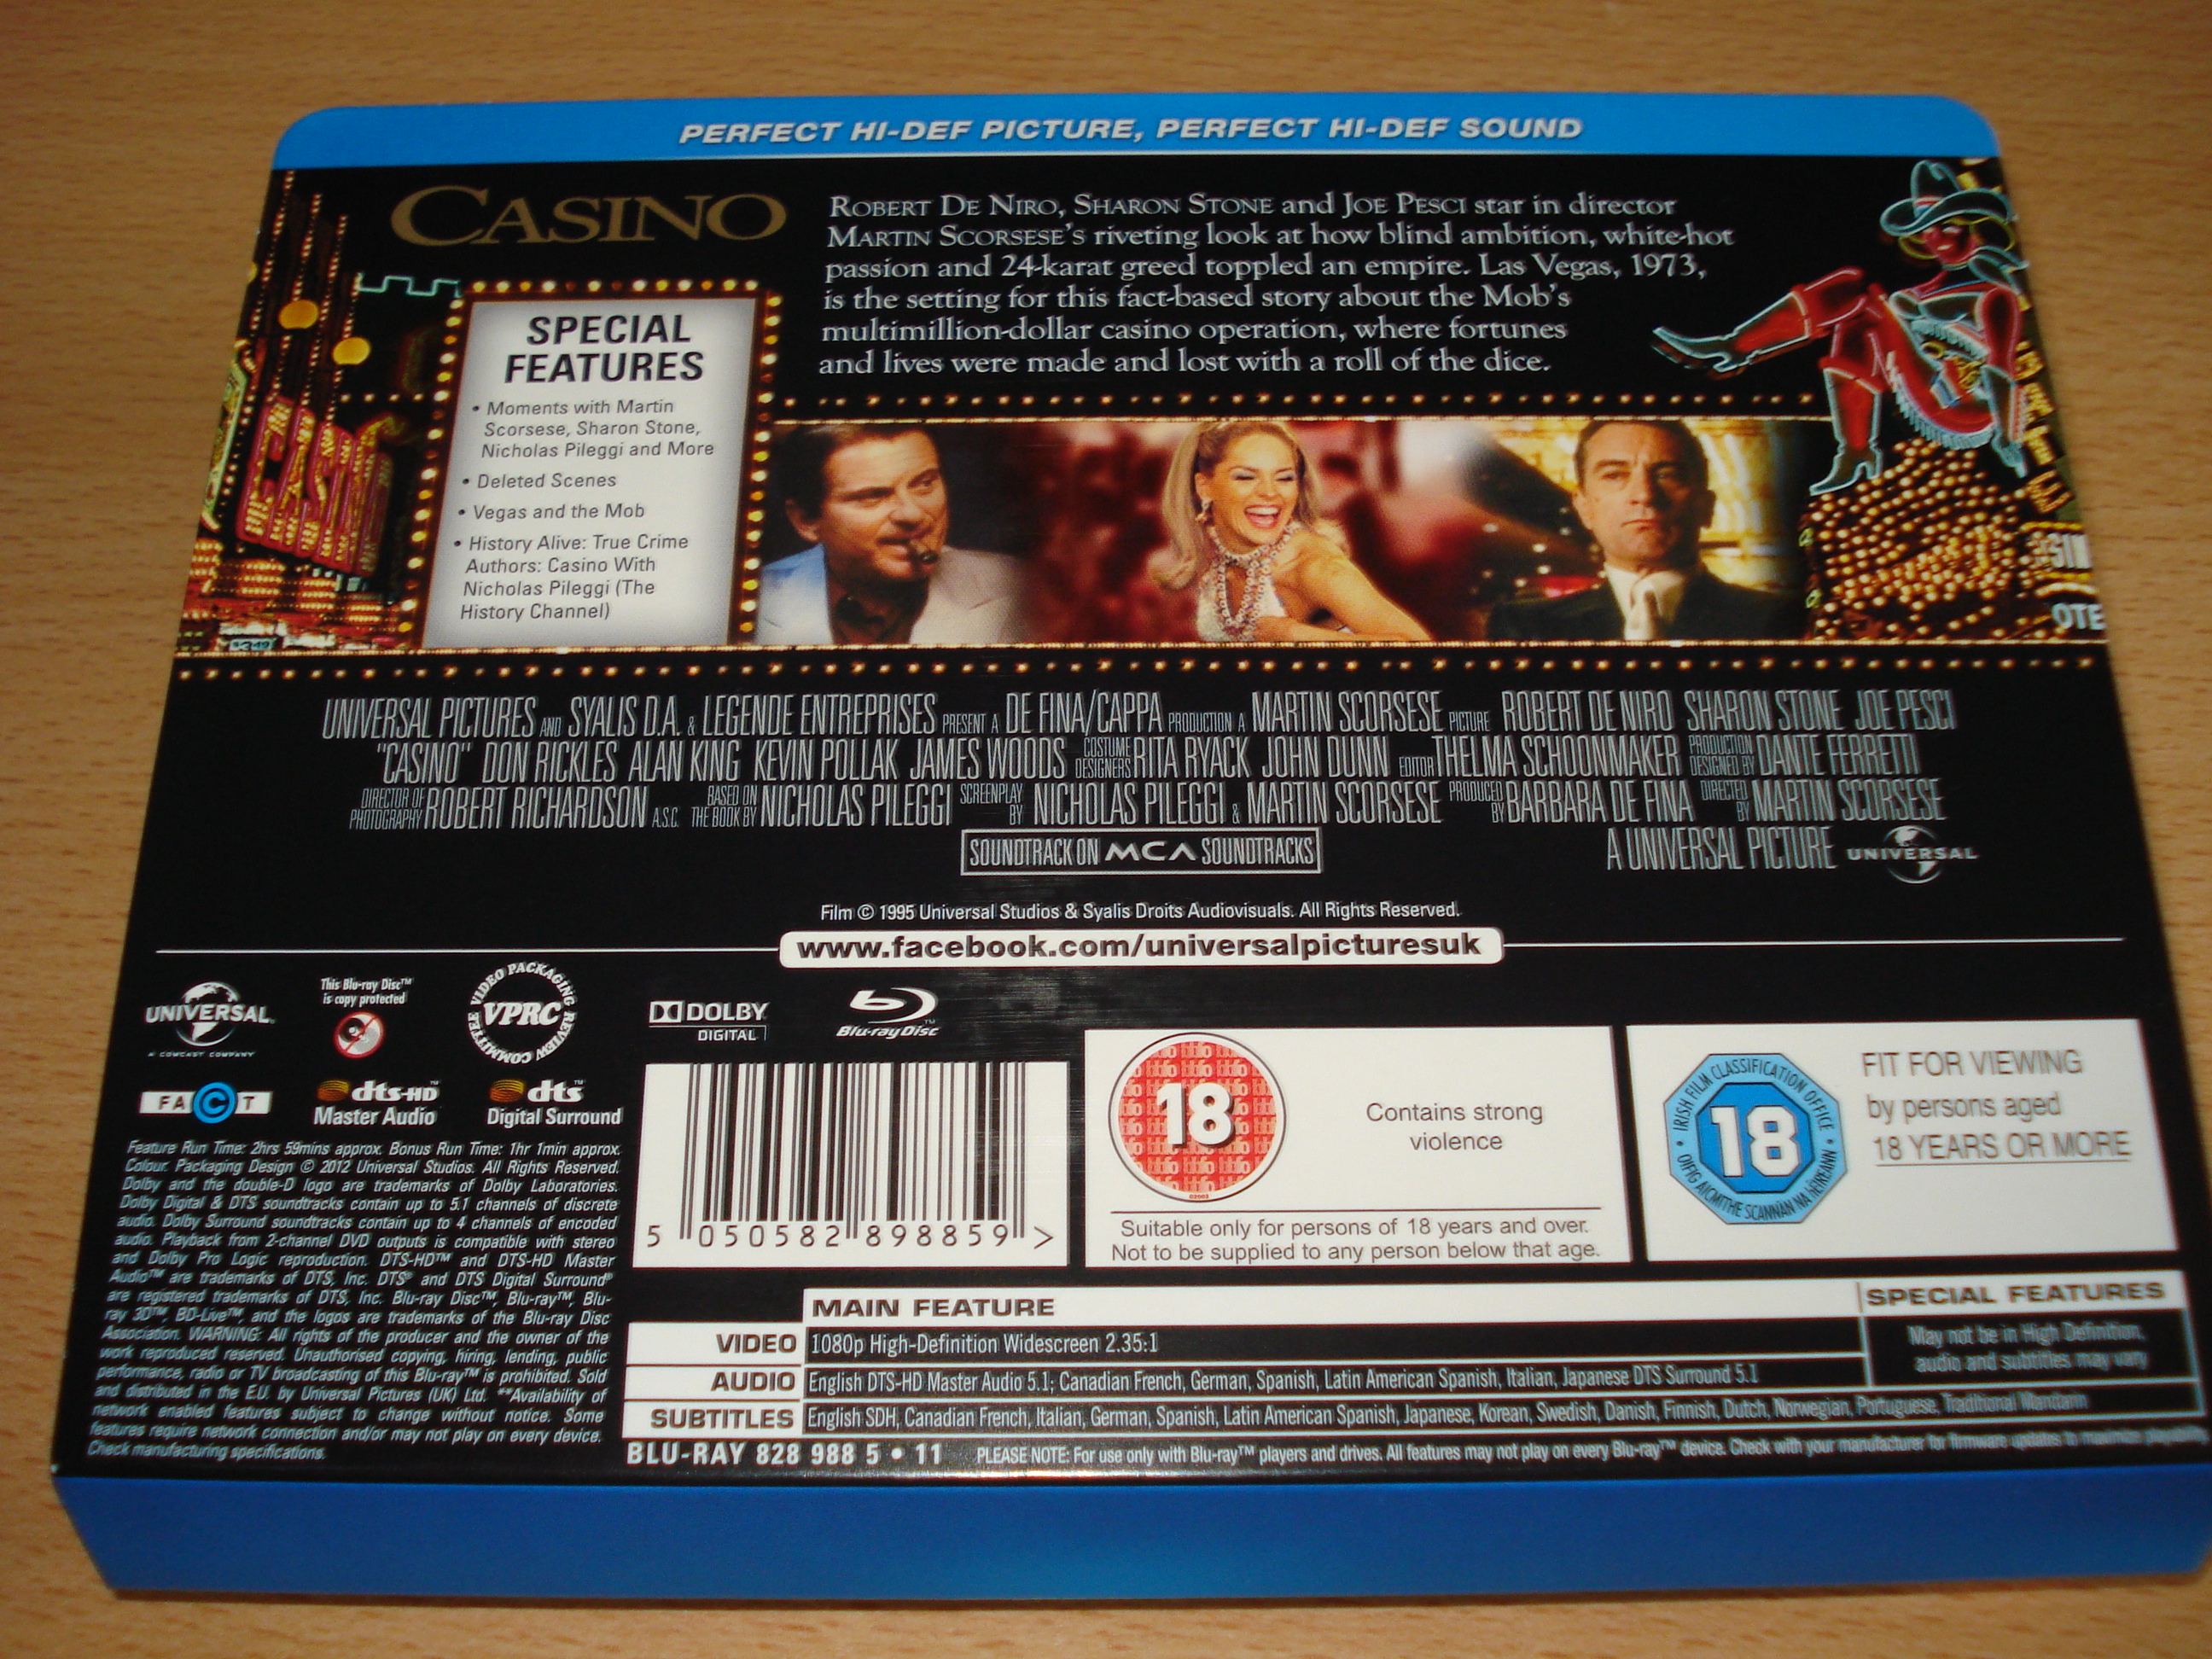 PERFECT HI-DEF PICTURE, PERFECT HI-DEF SOUND
CASINO
ROBERT DE NIRO, SHARON STONE and JOE PESCI star in director
MARTIN SCORSESE'S riveting look at how blind ambition, white-hot
passion and 24-karat greed toppled an empire. Las Vegas, 1973,
is the setting for this fact-based story about the Mob's
multimillion-dollar casino operation, where fortunes
and lives were made and lost with a roll of the dice.
SPECIAL
FEATURES
• Moments with Martin
Scorsese, Sharon Stone,
Nicholas Pileggi and More
• Deleted Scenes
• Vegas and the Mob
• History Alive: True Crime
Authors: Casino With
Nicholas Pileggi (The
History Channel)
UNIVERSAL PICTURES AND SYALIS D.A. & LEGENDE ENTREPRISES PRESENT A DE FINA/CAPPA PRODUCTION A MARTIN SCORSESE PICTURE ROBERT DE NIRO SHARON STONE JOE PESCI
"CASINO" DON RICKLES ALAN KING KEVIN POLLAK JAMES WOODS COSTUME DESIGNERS RITA RYACK JOHN DUNN EDITOR THELMA SCHOONMAKER PRODUCTION DESIGNED BY DANTE FERRETTI
DIRECTOR OF PHOTOGRAPHY ROBERT RICHARDSON A.S.C. BASED ON THE BOOK BY NICHOLAS PILEGGI SCREENPLAY BY NICHOLAS PILEGGI & MARTIN SCORSESE PRODUCED BY BARBARA DE FINA DIRECTED BY MARTIN SCORSESE
SOUNDTRACK ON MCA SOUNDTRACKS
A UNIVERSAL PICTURE UNIVERSAL
Film © 1995 Universal Studios & Syalis Droits Audiovisuals. All Rights Reserved.
www.facebook.com/universalpicturesuk
UNIVERSAL
A COMCAST COMPANY
This Blu-ray Disc™
is copy protected
VIDEO PACKAGING REVIEW COMMITTEE
VPRC
DOLBY
DIGITAL
Blu-ray Disc™
FACT
dts-HD™
Master Audio
dts™
Digital Surround
Feature Run Time: 2hrs 59mins approx. Bonus Run Time: 1hr 1min approx.
Colour. Packaging Design © 2012 Universal Studios. All Rights Reserved.
Dolby and the double-D logo are trademarks of Dolby Laboratories.
Dolby Digital & DTS soundtracks contain up to 5.1 channels of discrete
audio. Dolby Surround soundtracks contain up to 4 channels of encoded
audio. Playback from 2-channel DVD outputs is compatible with stereo
and Dolby Pro Logic reproduction. DTS-HD™ and DTS-HD Master
Audio™ are trademarks of DTS, Inc. DTS® and DTS Digital Surround®
are registered trademarks of DTS, Inc. Blu-ray Disc™, Blu-ray™, Blu-
ray 3D™, BD-Live™, and the logos are trademarks of the Blu-ray Disc
Association. WARNING: All rights of the producer and the owner of the
work reproduced reserved. Unauthorised copying, hiring, lending, public
performance, radio or TV broadcasting of this Blu-ray™ is prohibited. Sold
and distributed in the E.U. by Universal Pictures (UK) Ltd. **Availability of
network enabled features subject to change without notice. Some
features require network connection and/or may not play on every device.
Check manufacturing specifications.
5 050582 898859 >
18
Contains strong
violence
Suitable only for persons of 18 years and over.
Not to be supplied to any person below that age.
IRISH FILM CLASSIFICATION OFFICE
18
OIFIG AICMITHE SCANNÁN NA hÉIREANN
FIT FOR VIEWING
by persons aged
18 YEARS OR MORE
MAIN FEATURE
SPECIAL FEATURES
VIDEO 1080p High-Definition Widescreen 2.35:1
May not be in High Definition,
audio and subtitles may vary
AUDIO English DTS-HD Master Audio 5.1; Canadian French, German, Spanish, Latin American Spanish, Italian, Japanese DTS Surround 5.1
SUBTITLES English SDH, Canadian French, Italian, German, Spanish, Latin American Spanish, Japanese, Korean, Swedish, Danish, Finnish, Dutch, Norwegian, Portuguese, Traditional Mandarin
BLU-RAY 828 988 5 • 11
PLEASE NOTE: For use only with Blu-ray™ players and drives. All features may not play on every Blu-ray™ device. Check with your manufacturer for firmware updates to maximise